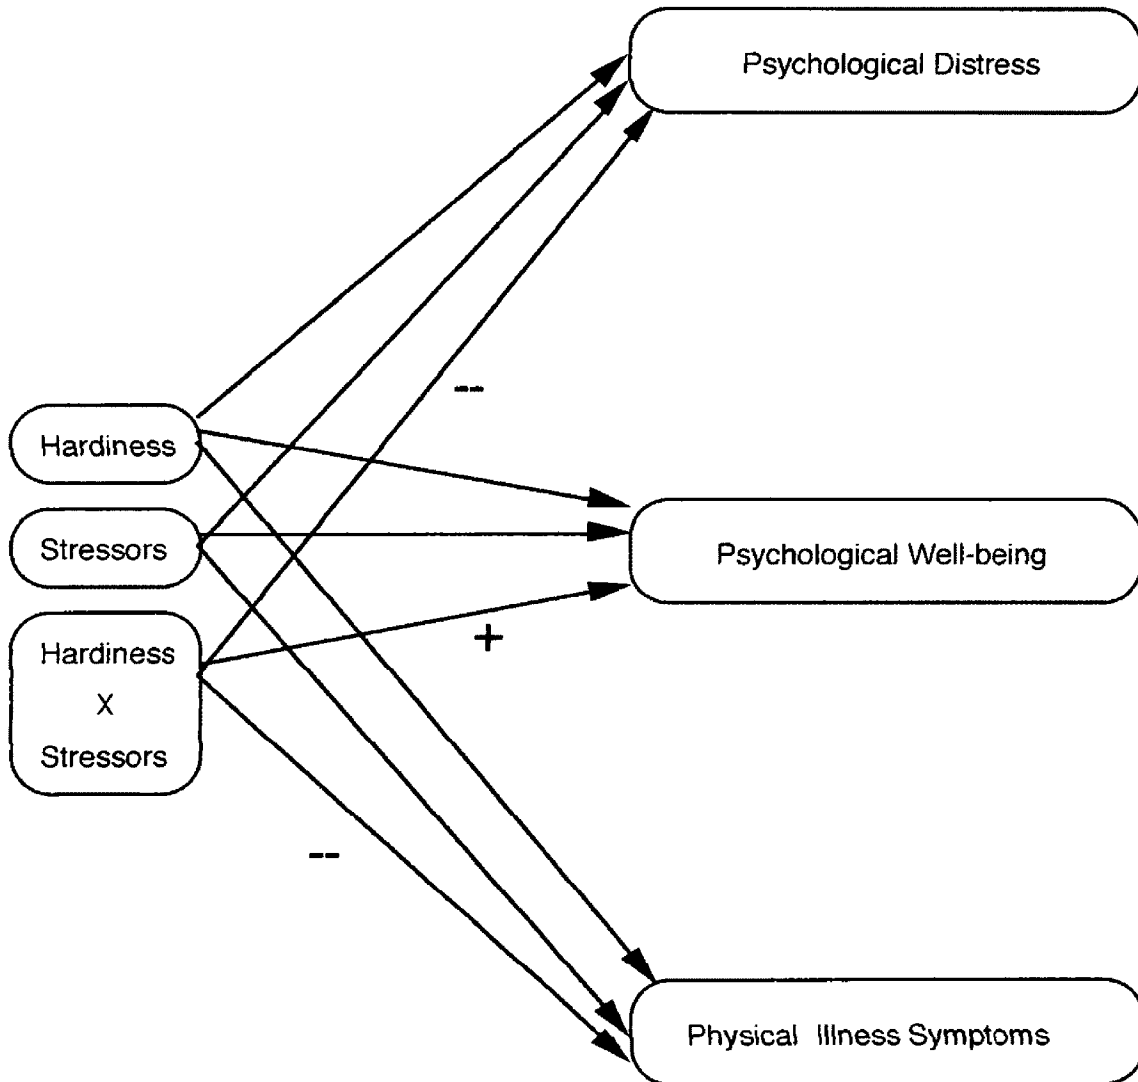 Psychological Distress
--
Hardiness
Stressors
Psychological Well-being
Hardiness
X
Stressors
+
--
Physical Illness Symptoms